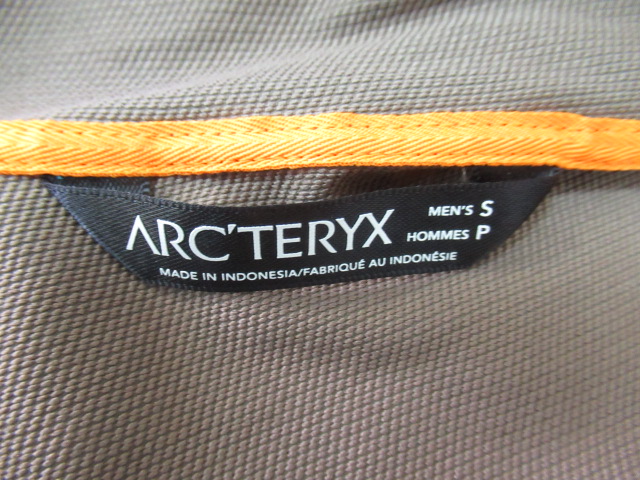 ARC'TERYX
MEN'S S
HOMMES P
MADE IN INDONESIA/FABRIQUÉ AU INDONÉSIE